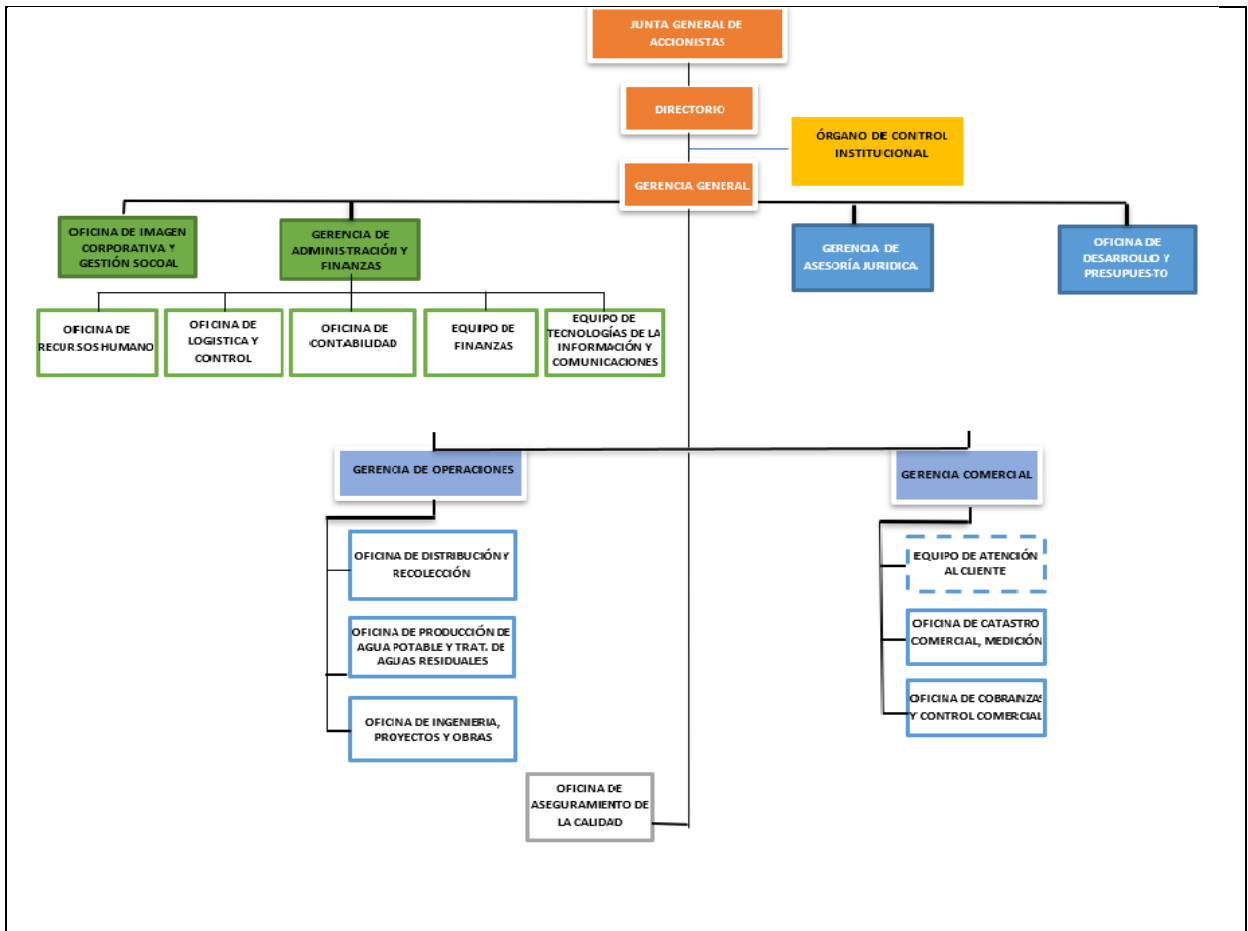 JUNTA GENERAL DE
ACCIONISTAS
DIRECTORIO
ÓRGANO DE CONTROL
INSTITUCIONAL
GERENCIA GENERAL
OFICINA DE IMAGEN
CORPORATIVA Y
GESTIÓN SOCOAL
GERENCIA DE
ADIMINISTRACIÓN Y
FINANZAS
GERENCIA DE
ASESORÍA JURIDICA
OFICINA DE
DESARROLLO Y
PRESUPUESTO
OFICINA DE
RECURSOS HUMANO
OFICINA DE
LOGISTICA Y
CONTROL
OFICINA DE
CONTABILIDAD
EQUIPO DE
FINANZAS
EQUIPO DE
TECNOLOGÍAS DE LA
INFORMACIÓN Y
COMUNICACIONES
GERENCIA DE OPERACIONES
GERENCIA COMERCIAL
OFICINA DE DISTRIBUCIÓN Y
RECOLECCIÓN
OFICINA DE PRODUCCIÓN DE
AGUA POTABLE Y TRAT. DE
AGUAS RESIDUALES
OFICINA DE INGENIERIA,
PROYECTOS Y OBRAS
EQUIPO DE ATENCIÓN
AL CLIENTE
OFICINA DE CATASTRO
COMERCIAL, MEDICIÓN
OFICINA DE COBRAINZAS
Y CONTROL COMERCIAL
OFICINA DE
ASEGURAMIENTO DE
LA CALIDAD